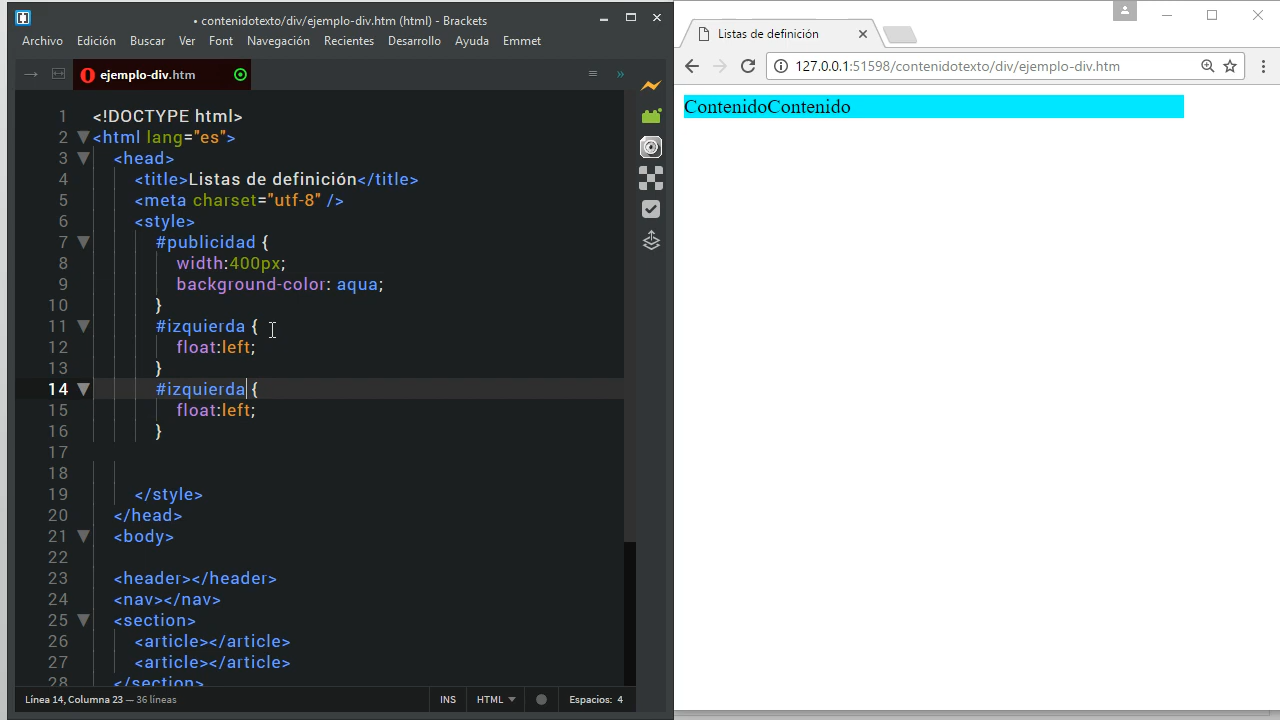 • contenidotexto/div/ejemplo-div.htm (html) - Brackets
Archivo Edición Buscar Ver Font Navegación Recientes Desarrollo Ayuda Emmet
ejemplo-div.htm
1 <!DOCTYPE html>
2 <html lang="es">
3 <head>
4 <title>Listas de definición</title>
5 <meta charset="utf-8" />
6 <style>
7 #publicidad {
8 width:400px;
9 background-color: aqua;
10 }
11 #izquierda {
12 float:left;
13 }
14 #izquierda {
15 float:left;
16 }
17
18
19 </style>
20 </head>
21 <body>
22
23 <header></header>
24 <nav></nav>
25 <section>
26 <article></article>
27 <article></article>
28 </section>
Línea 14, Columna 23 — 36 líneas INS HTML Espacios: 4
Listas de definición
127.0.0.1:51598/contenidotexto/div/ejemplo-div.htm
ContenidoContenido